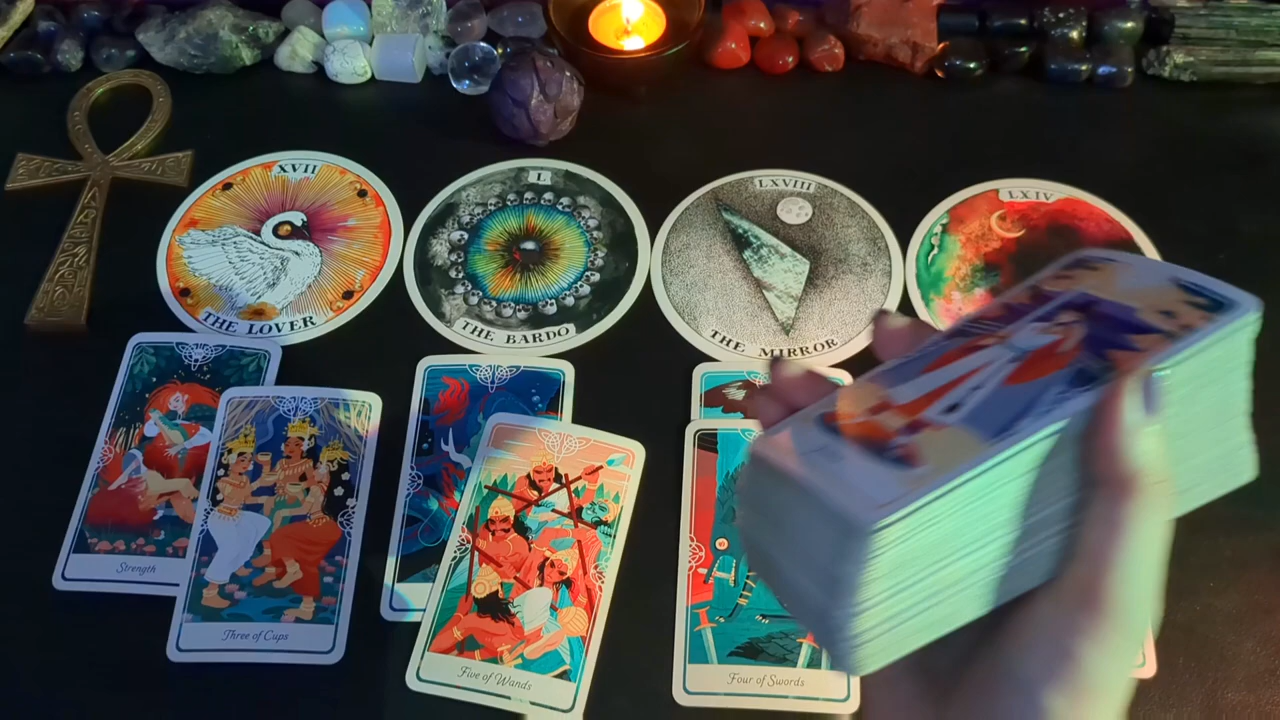 XVII
THE LOVER
L
THE BARDO
LXVIII
THE MIRROR
LXIV
Strength
Three of Cups
Five of Wands
Four of Swords